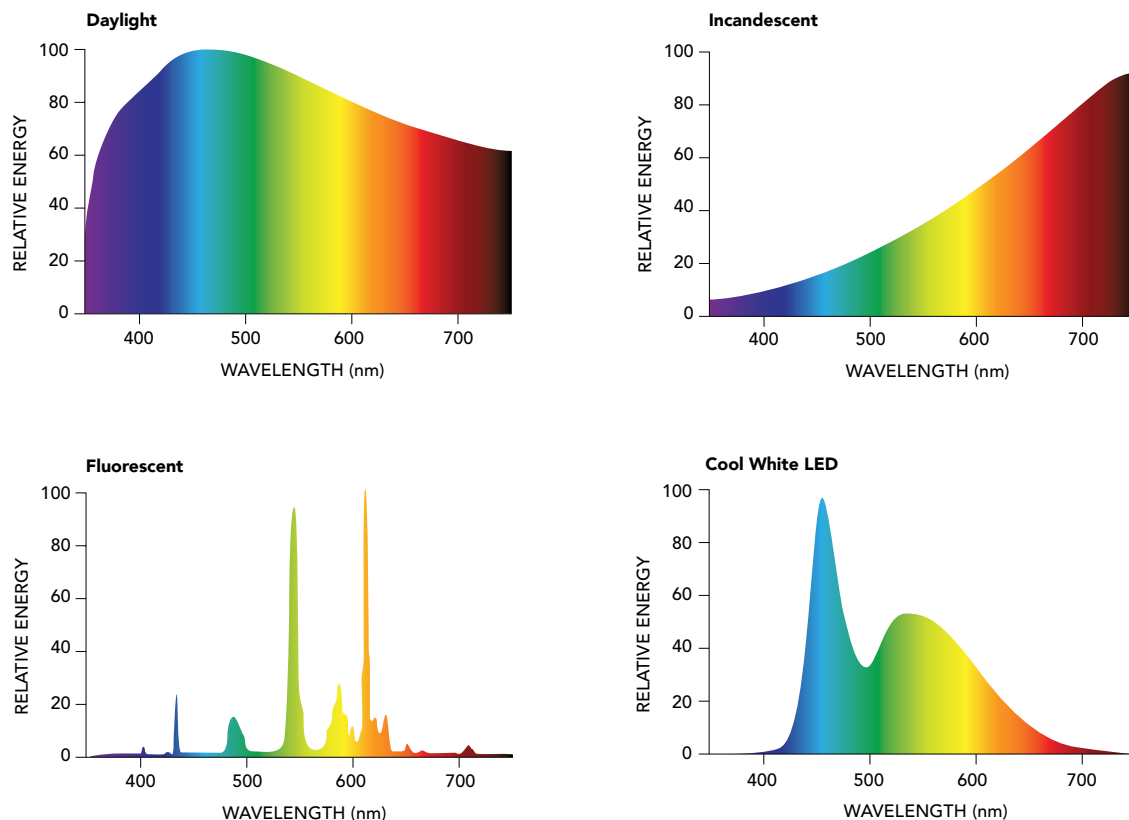 Daylight
100
80
60
40
20
0
RELATIVE ENERGY
400 500 600 700
WAVELENGTH (nm)
Incandescent
100
80
60
40
20
0
RELATIVE ENERGY
400 500 600 700
WAVELENGTH (nm)
Fluorescent
100
80
60
40
20
0
RELATIVE ENERGY
400 500 600 700
WAVELENGTH (nm)
Cool White LED
100
80
60
40
20
0
RELATIVE ENERGY
400 500 600 700
WAVELENGTH (nm)